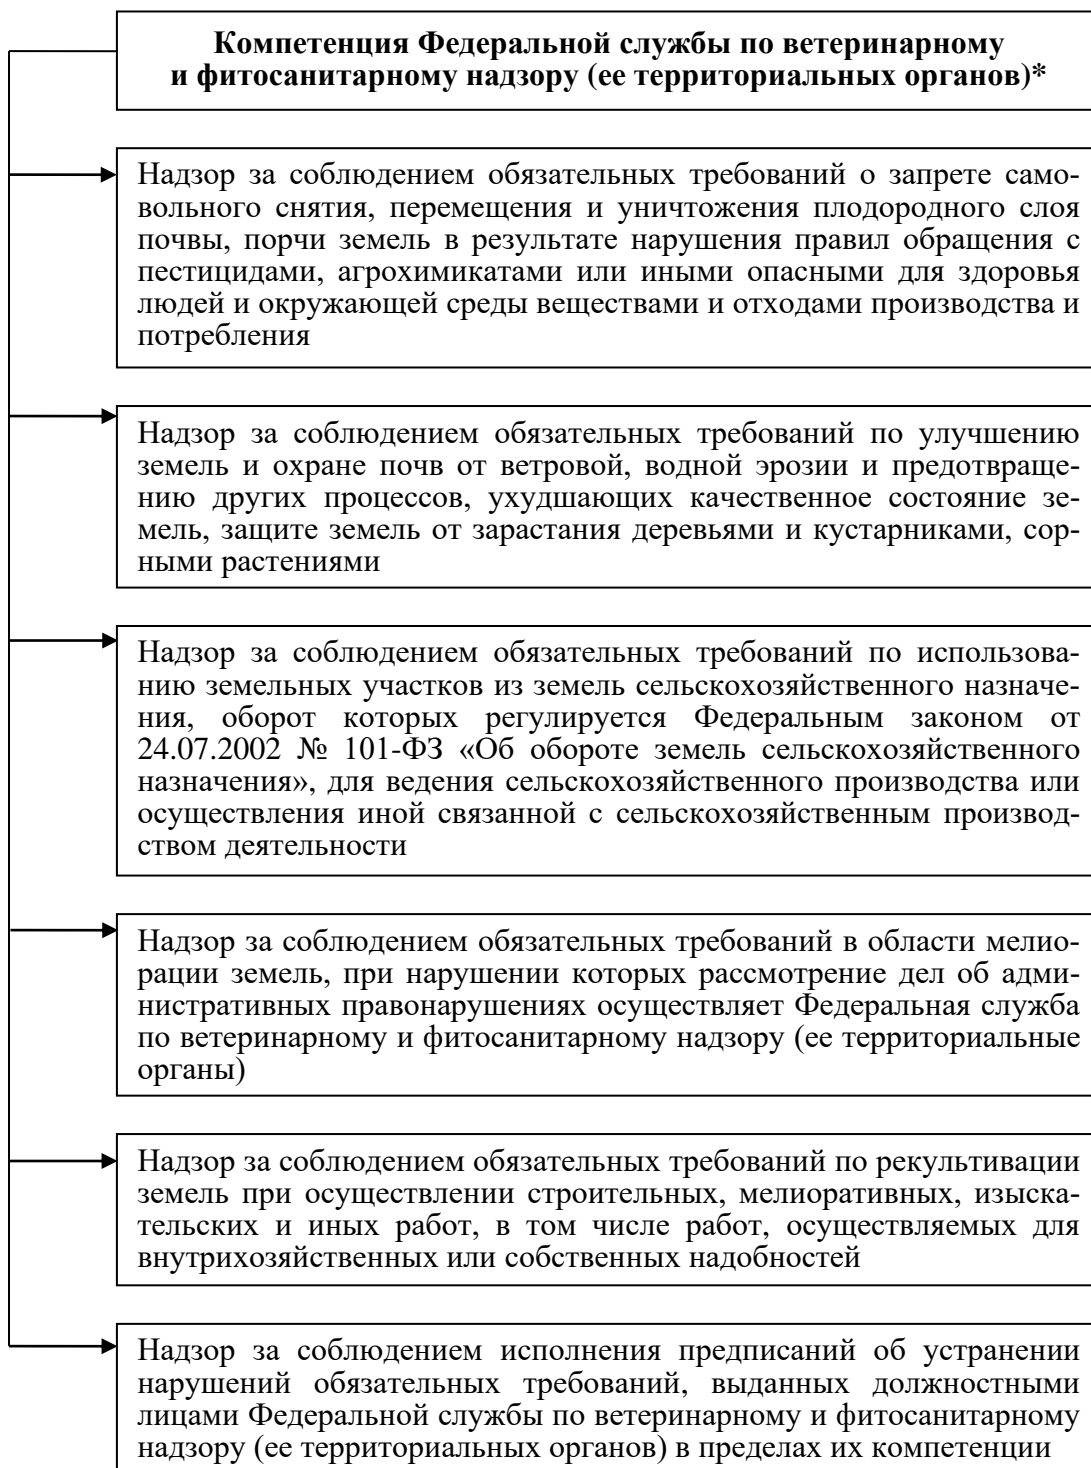 Компетенция Федеральной службы по ветеринарному
и фитосанитарному надзору (ее территориальных органов)*
Надзор за соблюдением обязательных требований о запрете само-
вольного снятия, перемещения и уничтожения плодородного слоя
почвы, порчи земель в результате нарушения правил обращения с
пестицидами, агрохимикатами или иными опасными для здоровья
людей и окружающей среды веществами и отходами производства и
потребления
Надзор за соблюдением обязательных требований по улучшению
земель и охране почв от ветровой, водной эрозии и предотвраще-
нию других процессов, ухудшающих качественное состояние зе-
мель, защите земель от зарастания деревьями и кустарниками, сор-
ными растениями
Надзор за соблюдением обязательных требований по использова-
нию земельных участков из земель сельскохозяйственного назначе-
ния, оборот которых регулируется Федеральным законом от
24.07.2002 № 101-ФЗ «Об обороте земель сельскохозяйственного
назначения», для ведения сельскохозяйственного производства или
осуществления иной связанной с сельскохозяйственным производ-
ством деятельности
Надзор за соблюдением обязательных требований в области мелио-
рации земель, при нарушении которых рассмотрение дел об адми-
нистративных правонарушениях осуществляет Федеральная служба
по ветеринарному и фитосанитарному надзору (ее территориальные
органы)
Надзор за соблюдением обязательных требований по рекультивации
земель при осуществлении строительных, мелиоративных, изыска-
тельских и иных работ, в том числе работ, осуществляемых для
внутрихозяйственных или собственных надобностей
Надзор за соблюдением исполнения предписаний об устранении
нарушений обязательных требований, выданных должностными
лицами Федеральной службы по ветеринарному и фитосанитарному
надзору (ее территориальных органов) в пределах их компетенции